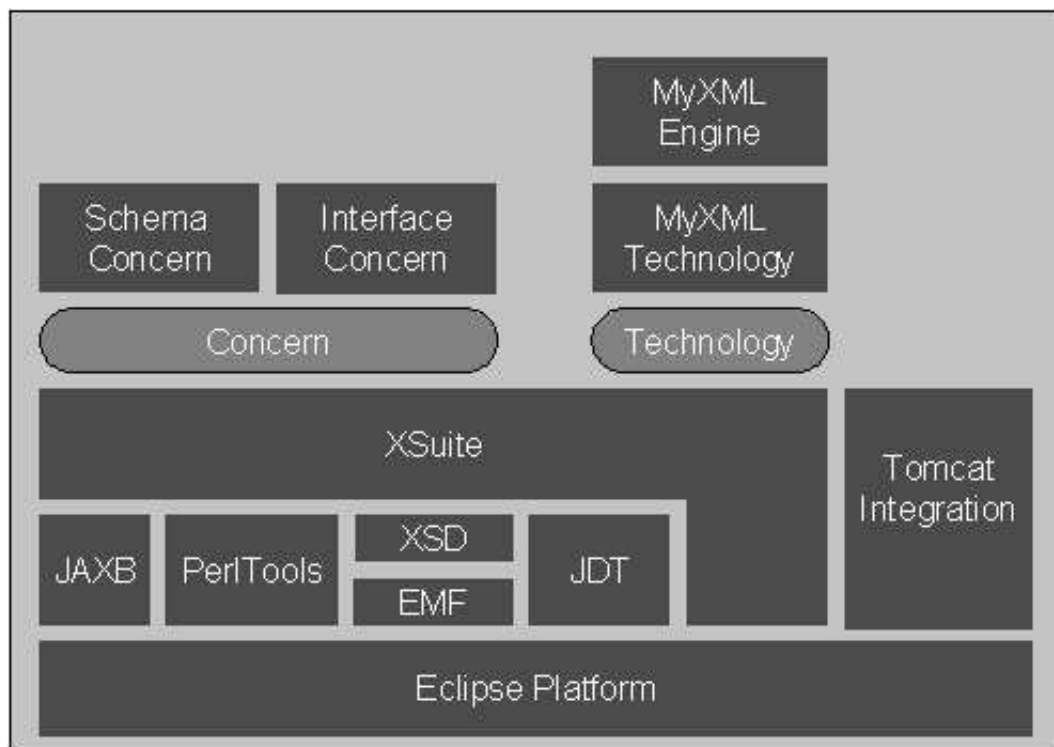 MyXML
Engine
Schema
Concern
Interface
Concern
MyXML
Technology
Concern
Technology
XSuite
Tomcat
Integration
JAXB
PerlTools
XSD
EMF
JDT
Eclipse Platform